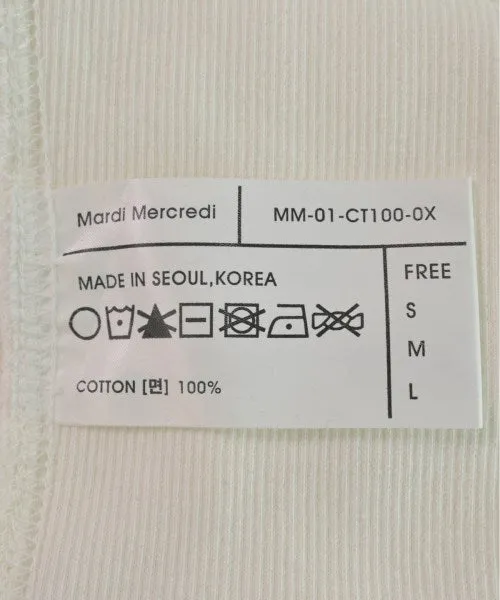 Mardi Mercredi
MM-01-CT100-0X
MADE IN SEOUL,KOREA
COTTON [면] 100%
FREE
S
M
L